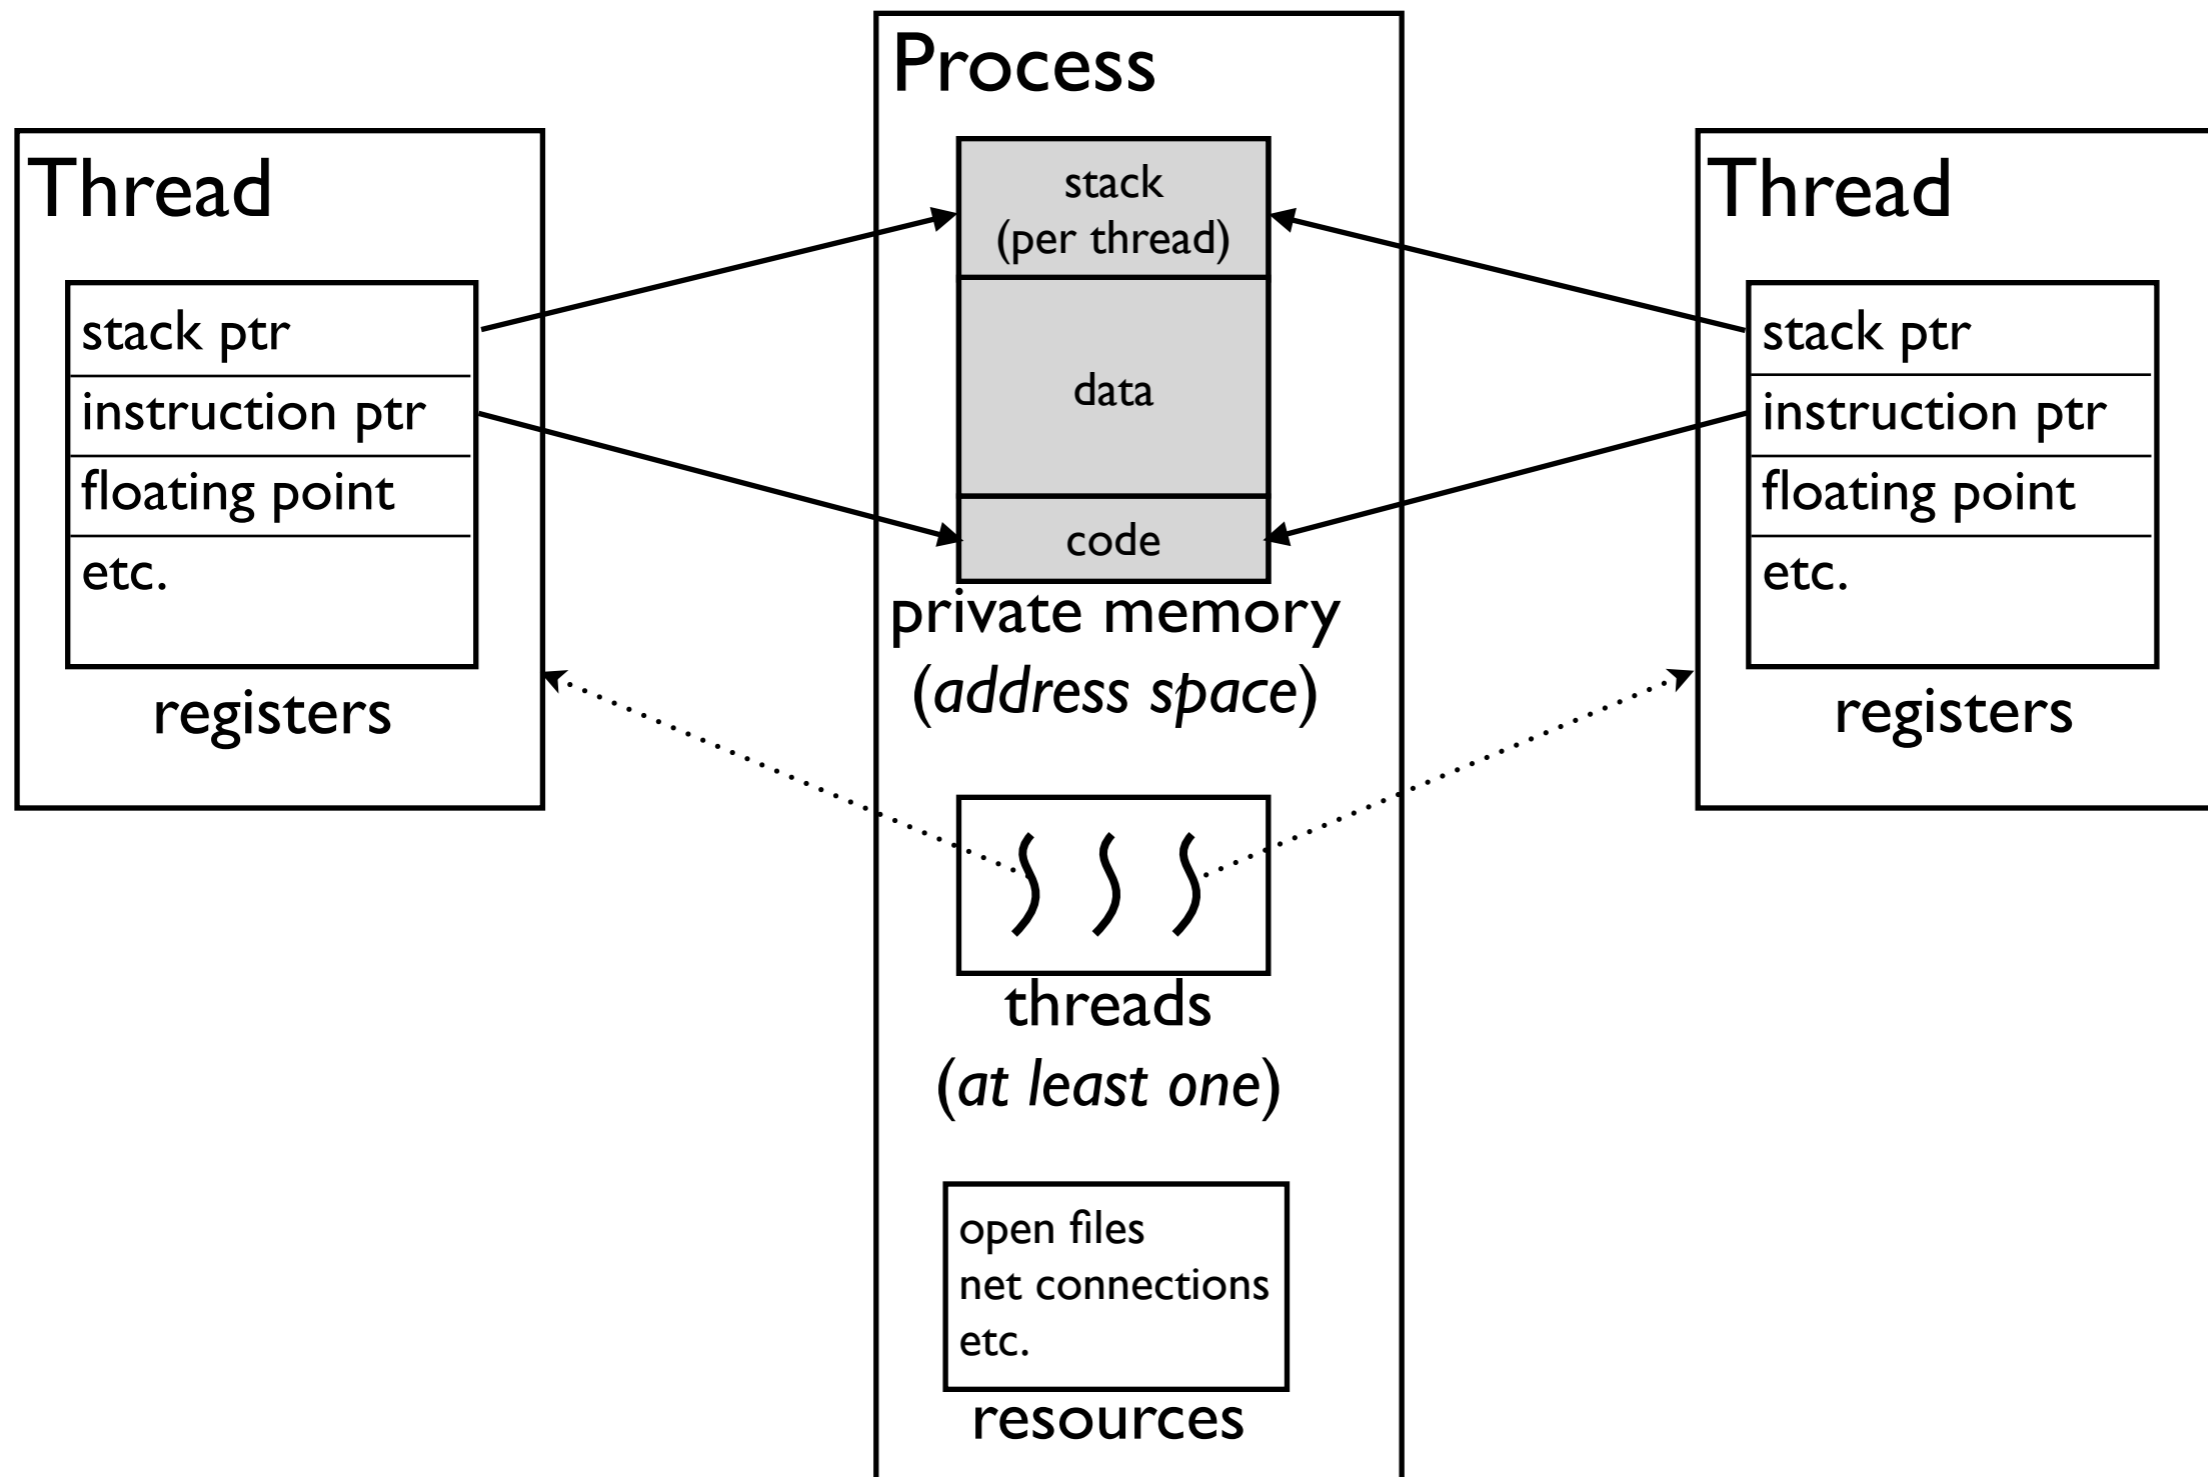 Process
stack
(per thread)
data
code
private memory
(address space)
threads
(at least one)
open files
net connections
etc.
resources
Thread
stack ptr
instruction ptr
floating point
etc.
registers
Thread
stack ptr
instruction ptr
floating point
etc.
registers